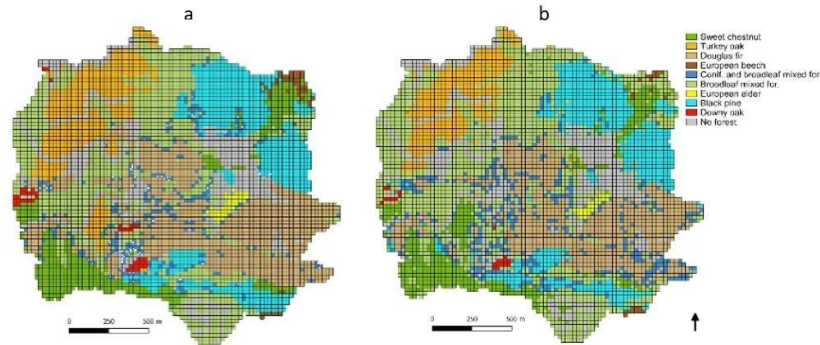 a
b
Sweet chestnut
Turkey oak
Douglas fir
European beech
Conif. and broadleaf mixed for
Broadleaf mixed for.
European alder
Black pine
Downy oak
No forest
0 250 500 m
0 250 500 m